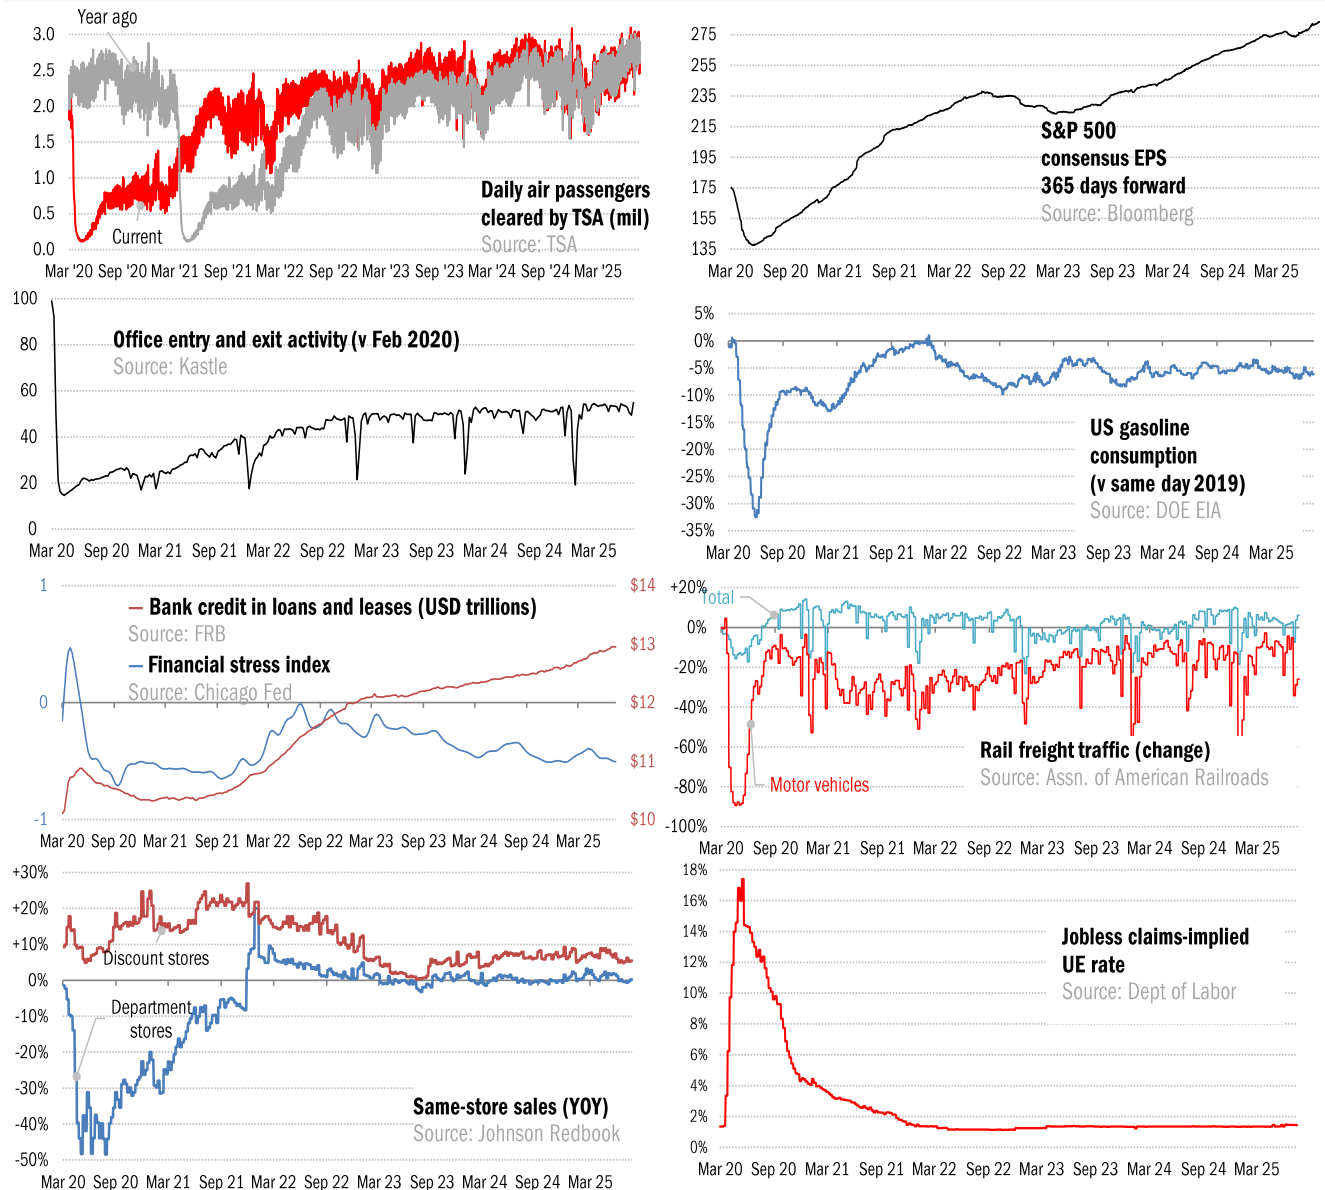 Year ago
3.0
2.5
2.0
1.5
1.0
0.5
0.0
Current
Daily air passengers
cleared by TSA (mil)
Source: TSA
Mar '20 Sep '20 Mar '21 Sep '21 Mar '22 Sep '22 Mar '23 Sep '23 Mar '24 Sep '24 Mar '25
275
255
235
215
195
175
155
135
S&P 500
consensus EPS
365 days forward
Source: Bloomberg
Mar 20 Sep 20 Mar 21 Sep 21 Mar 22 Sep 22 Mar 23 Sep 23 Mar 24 Sep 24 Mar 25
100
80
60
40
20
0
Office entry and exit activity (v Feb 2020)
Source: Kastle
Mar 20 Sep 20 Mar 21 Sep 21 Mar 22 Sep 22 Mar 23 Sep 23 Mar 24 Sep 24 Mar 25
5%
0%
-5%
-10%
-15%
-20%
-25%
-30%
-35%
US gasoline
consumption
(v same day 2019)
Source: DOE EIA
Mar 20 Sep 20 Mar 21 Sep 21 Mar 22 Sep 22 Mar 23 Sep 23 Mar 24 Sep 24 Mar 25
1
0
-1
Bank credit in loans and leases (USD trillions)
Source: FRB
Financial stress index
Source: Chicago Fed
$14
$13
$12
$11
$10
Mar 20 Sep 20 Mar 21 Sep 21 Mar 22 Sep 22 Mar 23 Sep 23 Mar 24 Sep 24 Mar 25
+20%
0%
-20%
-40%
-60%
-80%
-100%
Total
Motor vehicles
Rail freight traffic (change)
Source: Assn. of American Railroads
Mar 20 Sep 20 Mar 21 Sep 21 Mar 22 Sep 22 Mar 23 Sep 23 Mar 24 Sep 24 Mar 25
+30%
+20%
+10%
0%
-10%
-20%
-30%
-40%
-50%
Discount stores
Department
stores
Same-store sales (YOY)
Source: Johnson Redbook
Mar 20 Sep 20 Mar 21 Sep 21 Mar 22 Sep 22 Mar 23 Sep 23 Mar 24 Sep 24 Mar 25
18%
16%
14%
12%
10%
8%
6%
4%
2%
0%
Jobless claims-implied
UE rate
Source: Dept of Labor
Mar 20 Sep 20 Mar 21 Sep 21 Mar 22 Sep 22 Mar 23 Sep 23 Mar 24 Sep 24 Mar 25